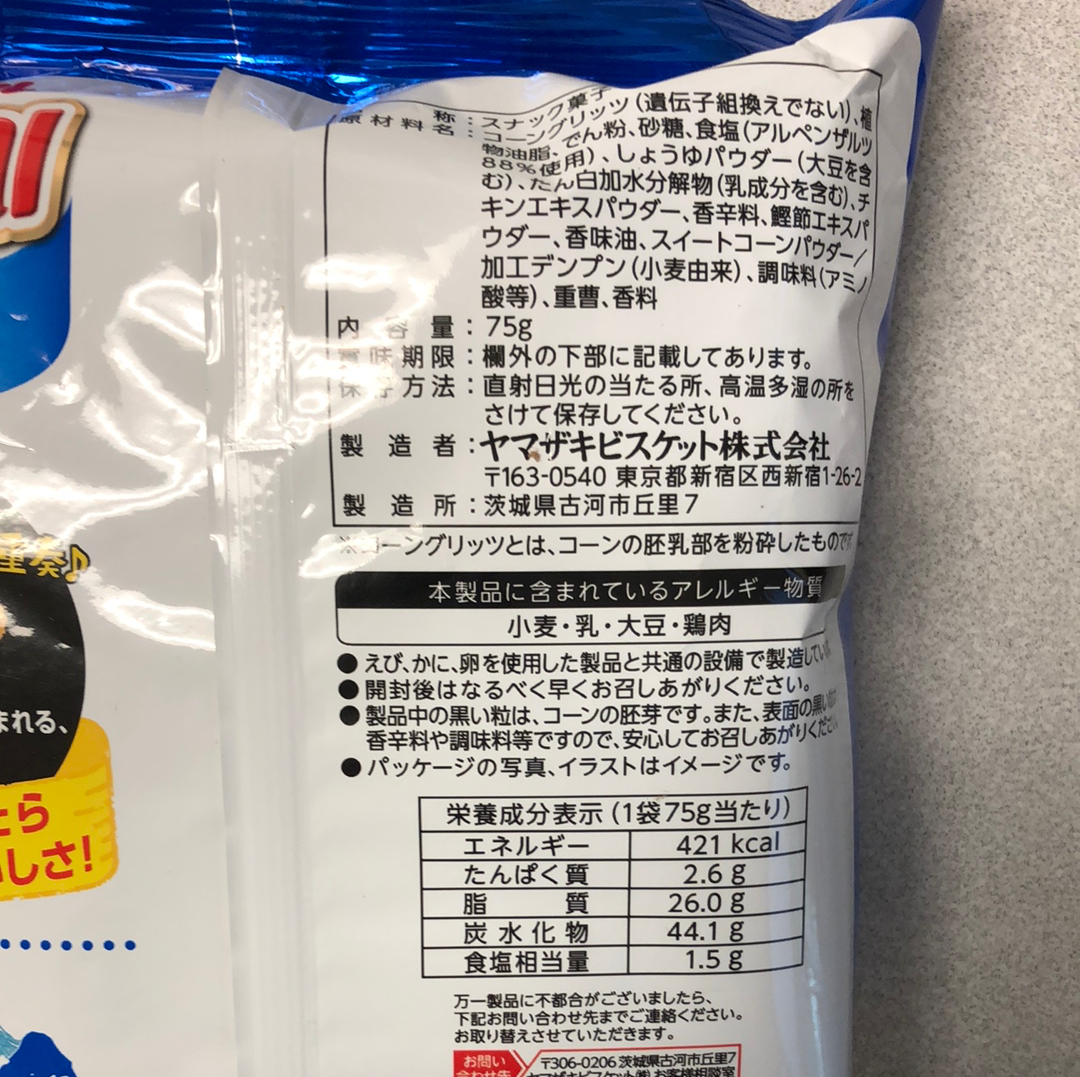 重奏♪
まれる、
しさ!
名 称:スナック菓子
原材料名:コーングリッツ(遺伝子組換えでない)、植
物油脂、でん粉、砂糖、食塩(アルペンザルツ
88%使用)、しょうゆパウダー(大豆を含
む)、たん白加水分解物(乳成分を含む)、チ
キンエキスパウダー、香辛料、鰹節エキスパ
ウダー、香味油、スイートコーンパウダー/
加工デンプン(小麦由来)、調味料(アミノ
酸等)、重曹、香料
内容量:75g
賞味期限:欄外の下部に記載してあります。
保存方法:直射日光の当たる所、高温多湿の所を
さけて保存してください。
製造者:ヤマザキビスケット株式会社
〒163-0540 東京都新宿区西新宿1-26-2
製造所:茨城県古河市丘里7
※コーングリッツとは、コーンの胚乳部を粉砕したものです
本製品に含まれているアレルギー物質
小麦・乳・大豆・鶏肉
●えび、かに、卵を使用した製品と共通の設備で製造してい
●開封後はなるべく早くお召しあがりください。
●製品中の黒い粒は、コーンの胚芽です。また、表面の黒い粒は
香辛料や調味料等ですので、安心してお召しあがりくださ
●パッケージの写真、イラストはイメージです。
栄養成分表示(1袋75g当たり)
エネルギー 421 kcal
たんぱく質 2.6 g
脂質 26.0 g
炭水化物 44.1 g
食塩相当量 1.5 g
万一製品に不都合がございましたら、
下記お問い合わせ先までご連絡ください。
お取り替えさせていただきます。
お問い
合わせ先
〒306-0206 茨城県古河市丘里7
ヤマザキビスケット㈱ お客様相談室